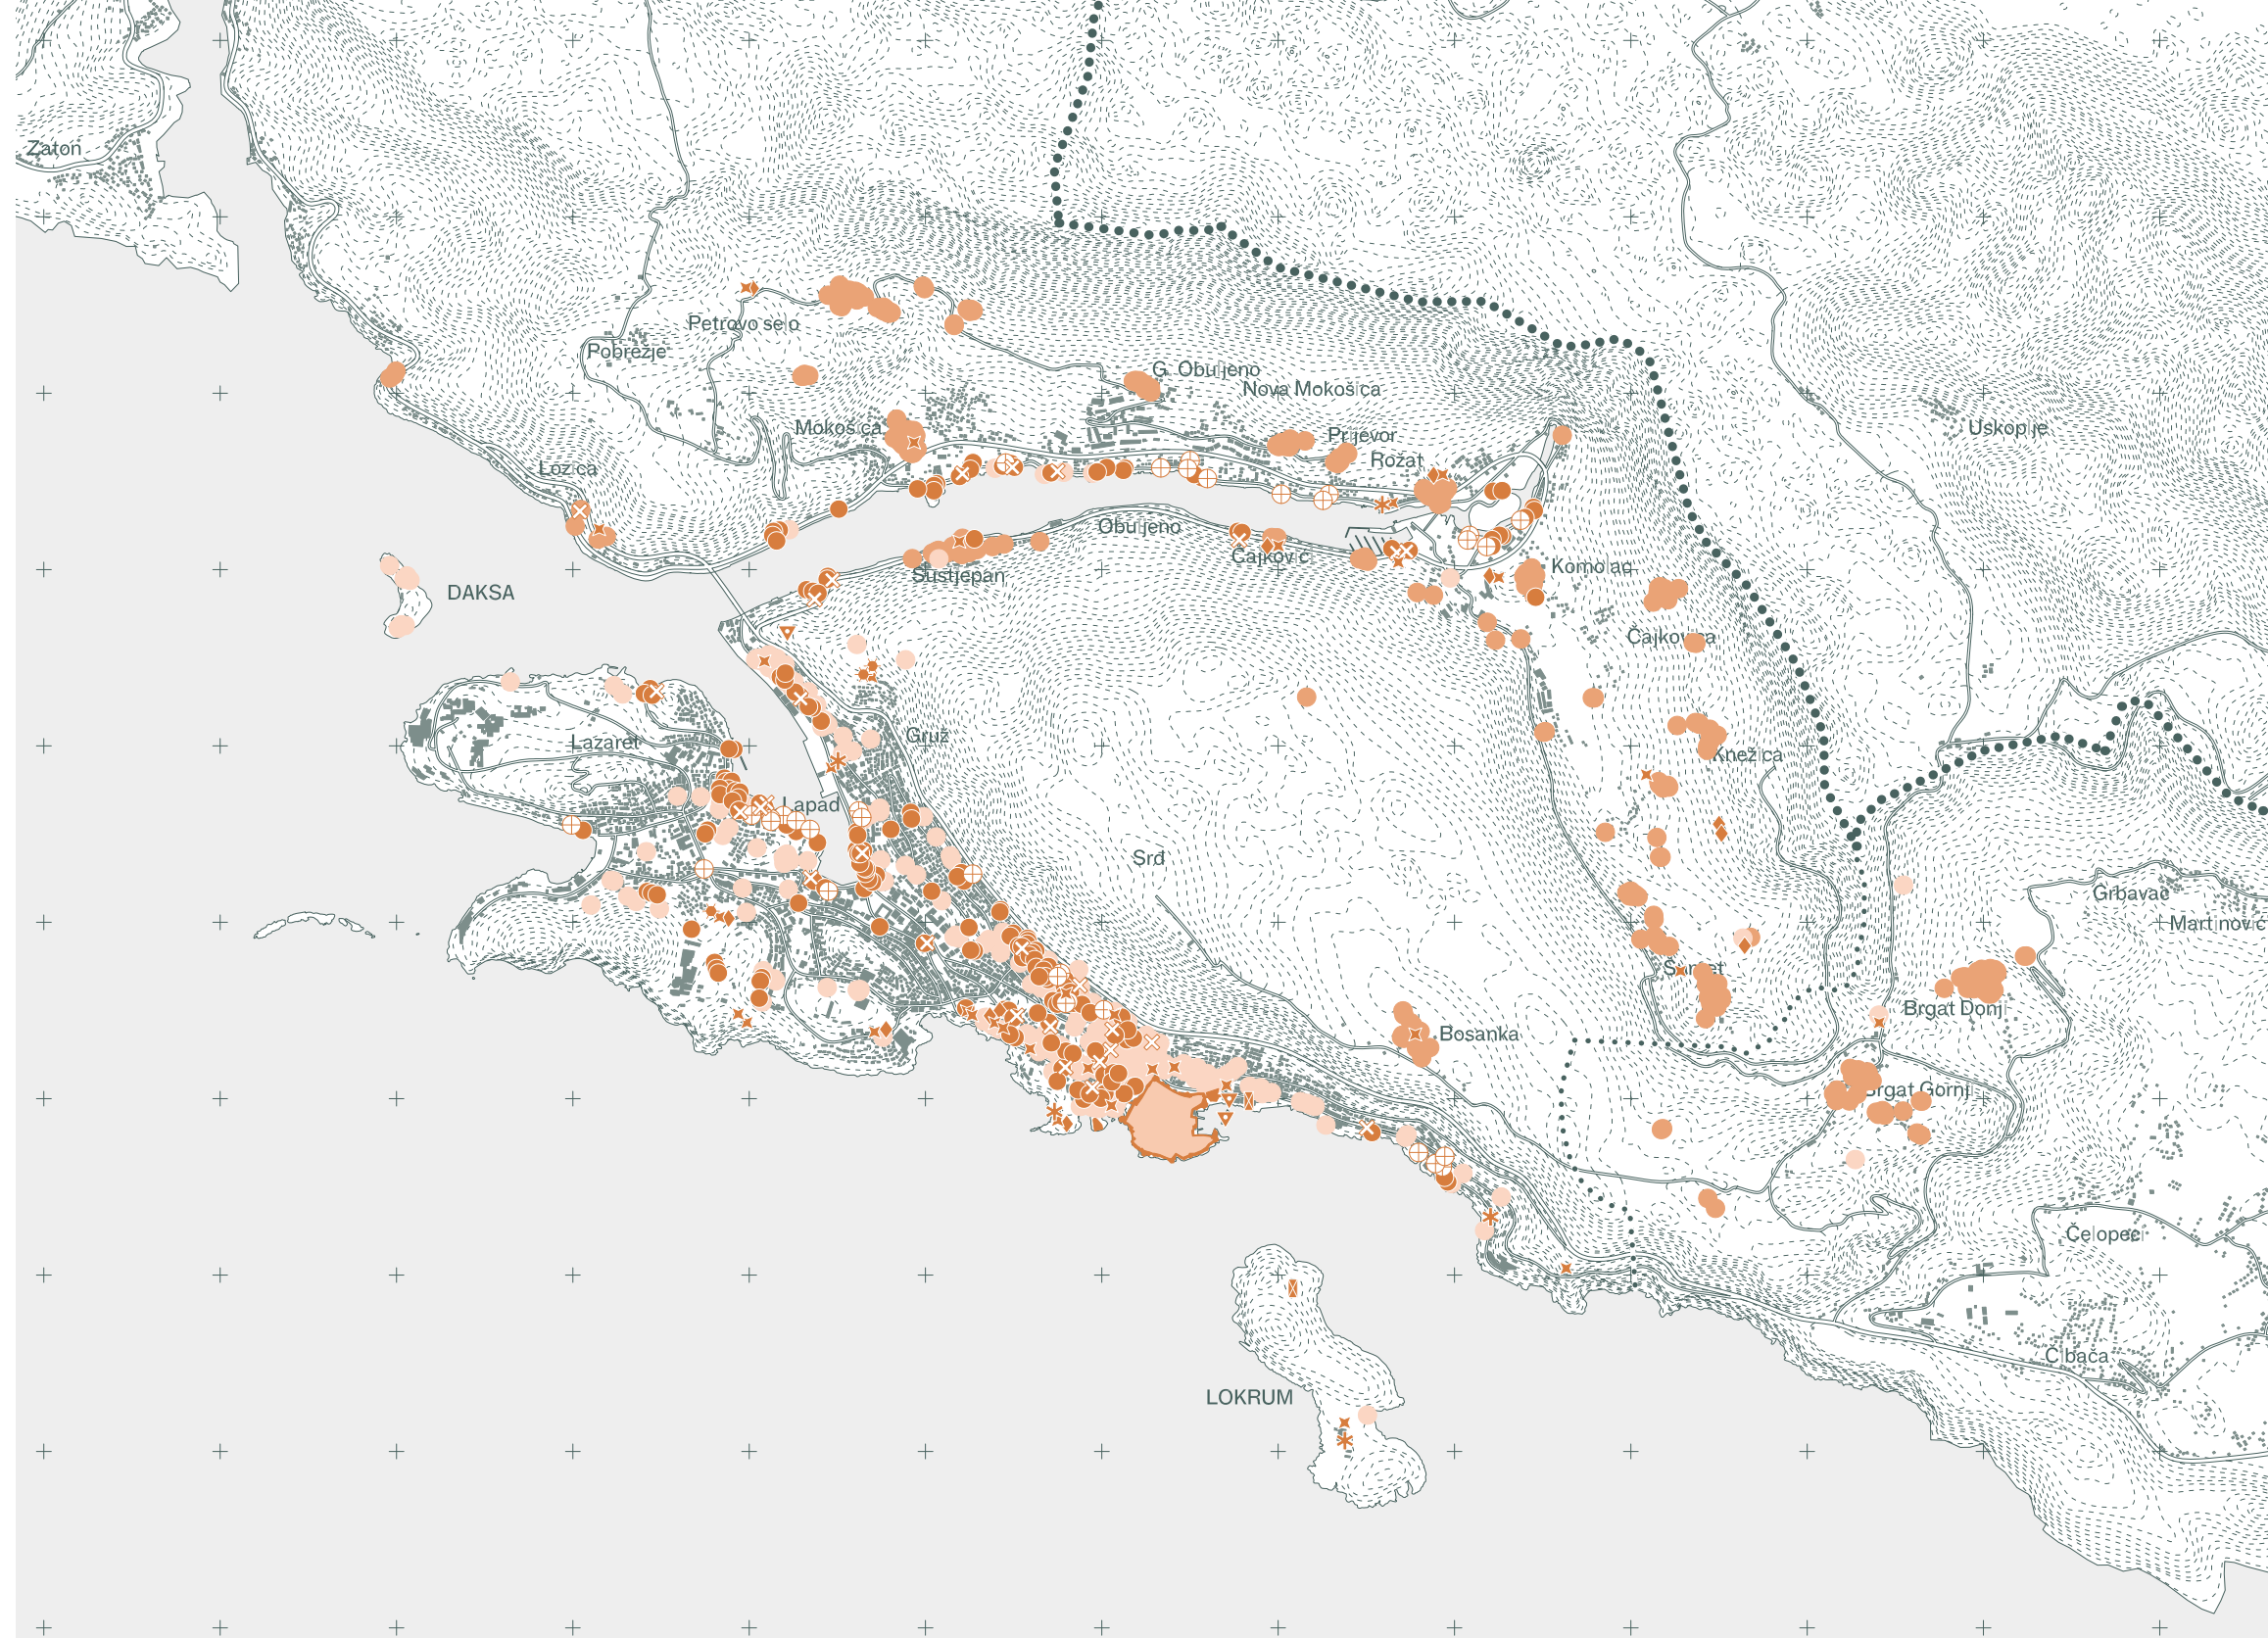 Zaton
Petrovo selo
Pobrežje
G. Obuljeno
Nova Mokošica
Mokošica
Prijevor
Uskoplje
Rožat
Lozica
Obuljeno
Čajkovići
Sustjepan
Komolac
DAKSA
Čajkovica
Gruž
Lazaret
Knežica
Lapad
Srđ
Grbavac
Martinovići
Šumet
Brgat Donji
Bosanka
Brgat Gornji
Čelopeci
Čibača
LOKRUM